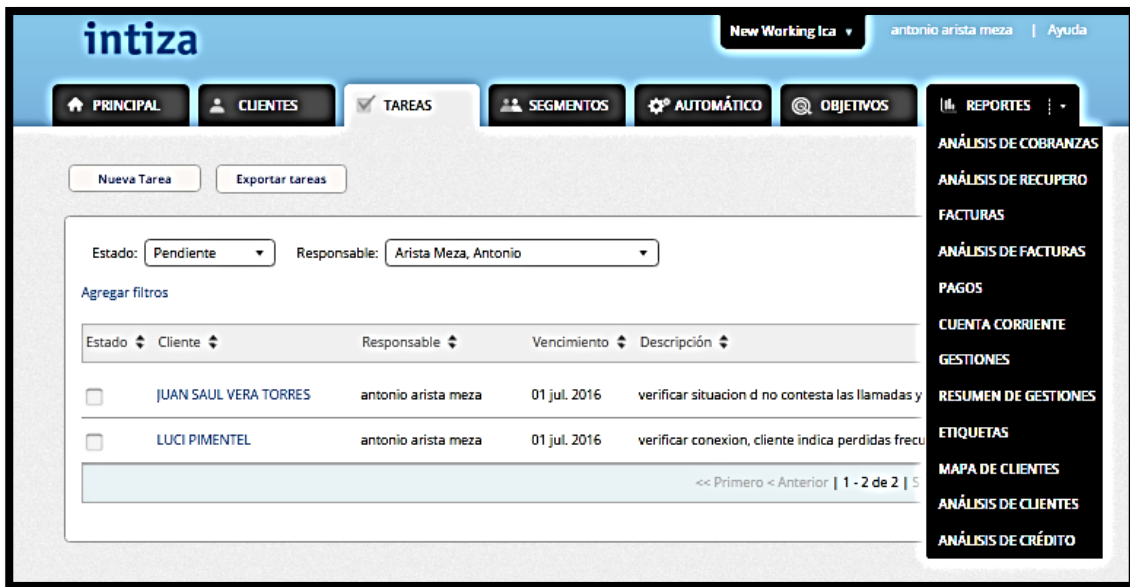 intiza
New Working Ica
antonio arista meza | Ayuda
PRINCIPAL
CLIENTES
TAREAS
SEGMENTOS
AUTOMÁTICO
OBJETIVOS
REPORTES
Nueva Tarea
Exportar tareas
Estado: Pendiente Responsable: Arista Meza, Antonio
Agregar filtros
Estado Cliente Responsable Vencimiento Descripción
JUAN SAUL VERA TORRES antonio arista meza 01 jul. 2016 verificar situacion d no contesta las llamadas y
LUCI PIMENTEL antonio arista meza 01 jul. 2016 verificar conexion, cliente indica perdidas frecu
<< Primero < Anterior | 1 - 2 de 2 | S
ANÁLISIS DE COBRANZAS
ANÁLISIS DE RECUPERO
FACTURAS
ANÁLISIS DE FACTURAS
PAGOS
CUENTA CORRIENTE
GESTIONES
RESUMEN DE GESTIONES
ETIQUETAS
MAPA DE CLIENTES
ANÁLISIS DE CLIENTES
ANÁLISIS DE CRÉDITO